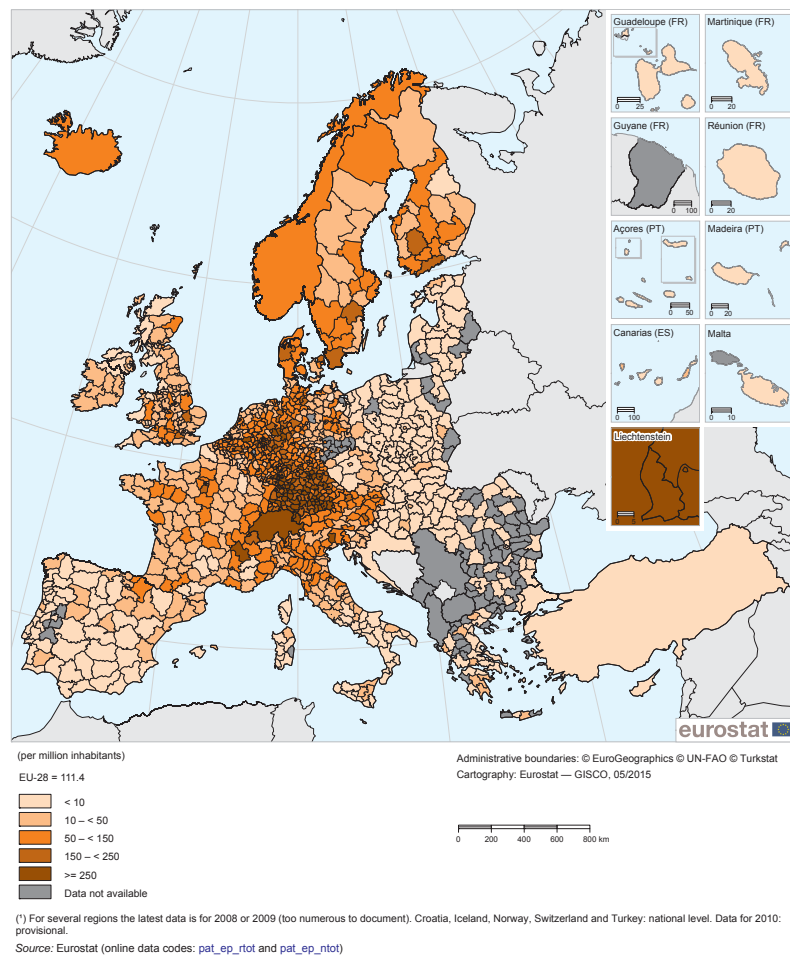 Guadeloupe (FR)
0 25
Martinique (FR)
0 20
Guyane (FR)
0 100
Réunion (FR)
0 20
Açores (PT)
0 50
Madeira (PT)
0 20
Canarias (ES)
0 100
Malta
0 10
Liechtenstein
0 5
eurostat
(per million inhabitants)
EU-28 = 111.4
< 10
10 – < 50
50 – < 150
150 – < 250
>= 250
Data not available
Administrative boundaries: © EuroGeographics © UN-FAO © Turkstat
Cartography: Eurostat — GISCO, 05/2015
0 200 400 600 800 km
(¹) For several regions the latest data is for 2008 or 2009 (too numerous to document). Croatia, Iceland, Norway, Switzerland and Turkey: national level. Data for 2010:
provisional.
Source: Eurostat (online data codes: pat_ep_rtot and pat_ep_ntot)